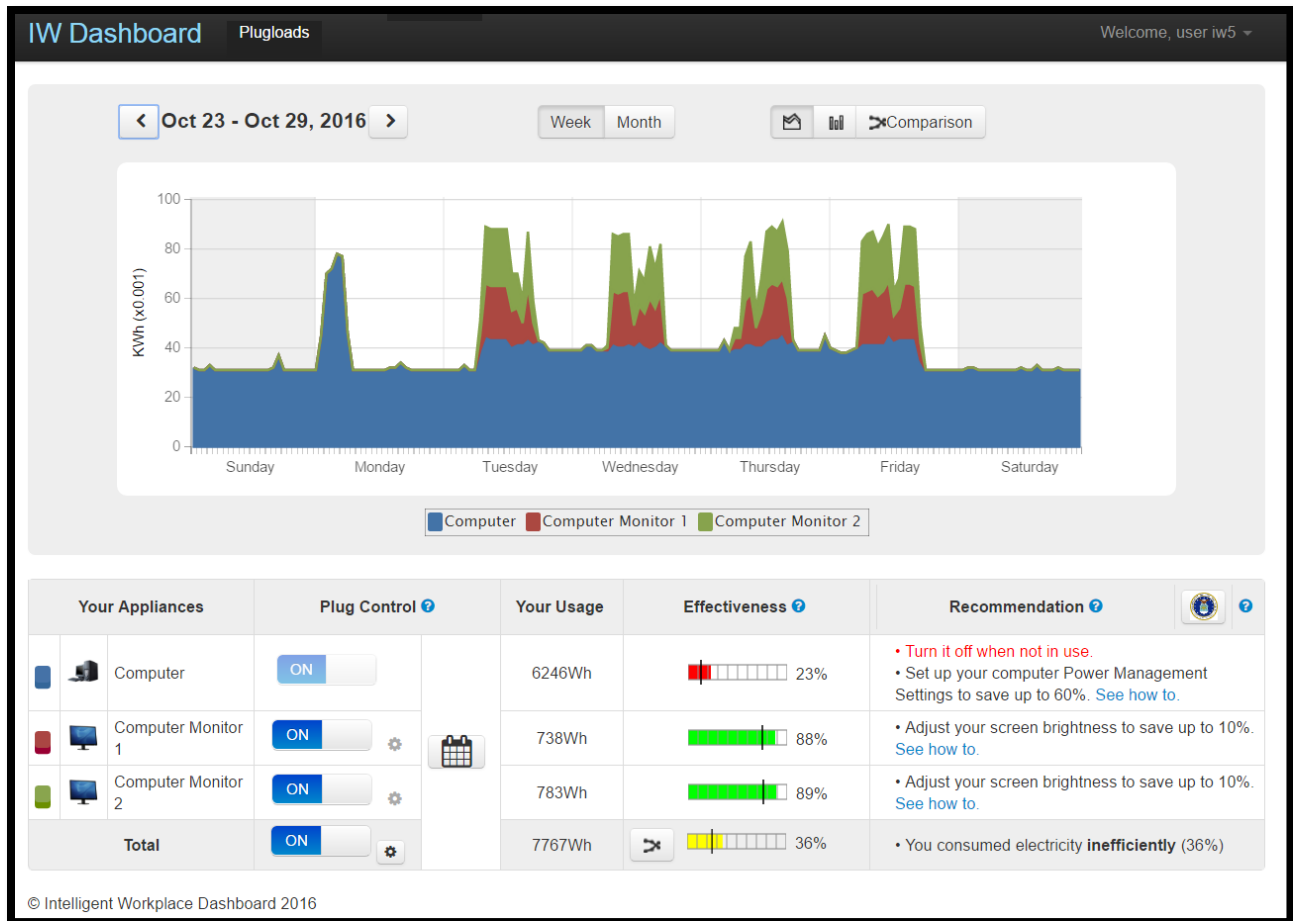 IW Dashboard Plugloads Welcome, user iw5
Oct 23 - Oct 29, 2016 Week Month Comparison
100
80
60
40
20
0
KWh (x0.001)
Sunday Monday Tuesday Wednesday Thursday Friday Saturday
Computer Computer Monitor 1 Computer Monitor 2
Your Appliances Plug Control ? Your Usage Effectiveness ? Recommendation ? ?
Computer ON 6246Wh 23%
• Turn it off when not in use.
• Set up your computer Power Management
Settings to save up to 60%. See how to.
Computer Monitor
1
ON 738Wh 88%
• Adjust your screen brightness to save up to 10%.
See how to.
Computer Monitor
2
ON 783Wh 89%
• Adjust your screen brightness to save up to 10%.
See how to.
Total ON 7767Wh 36% • You consumed electricity inefficiently (36%)
© Intelligent Workplace Dashboard 2016